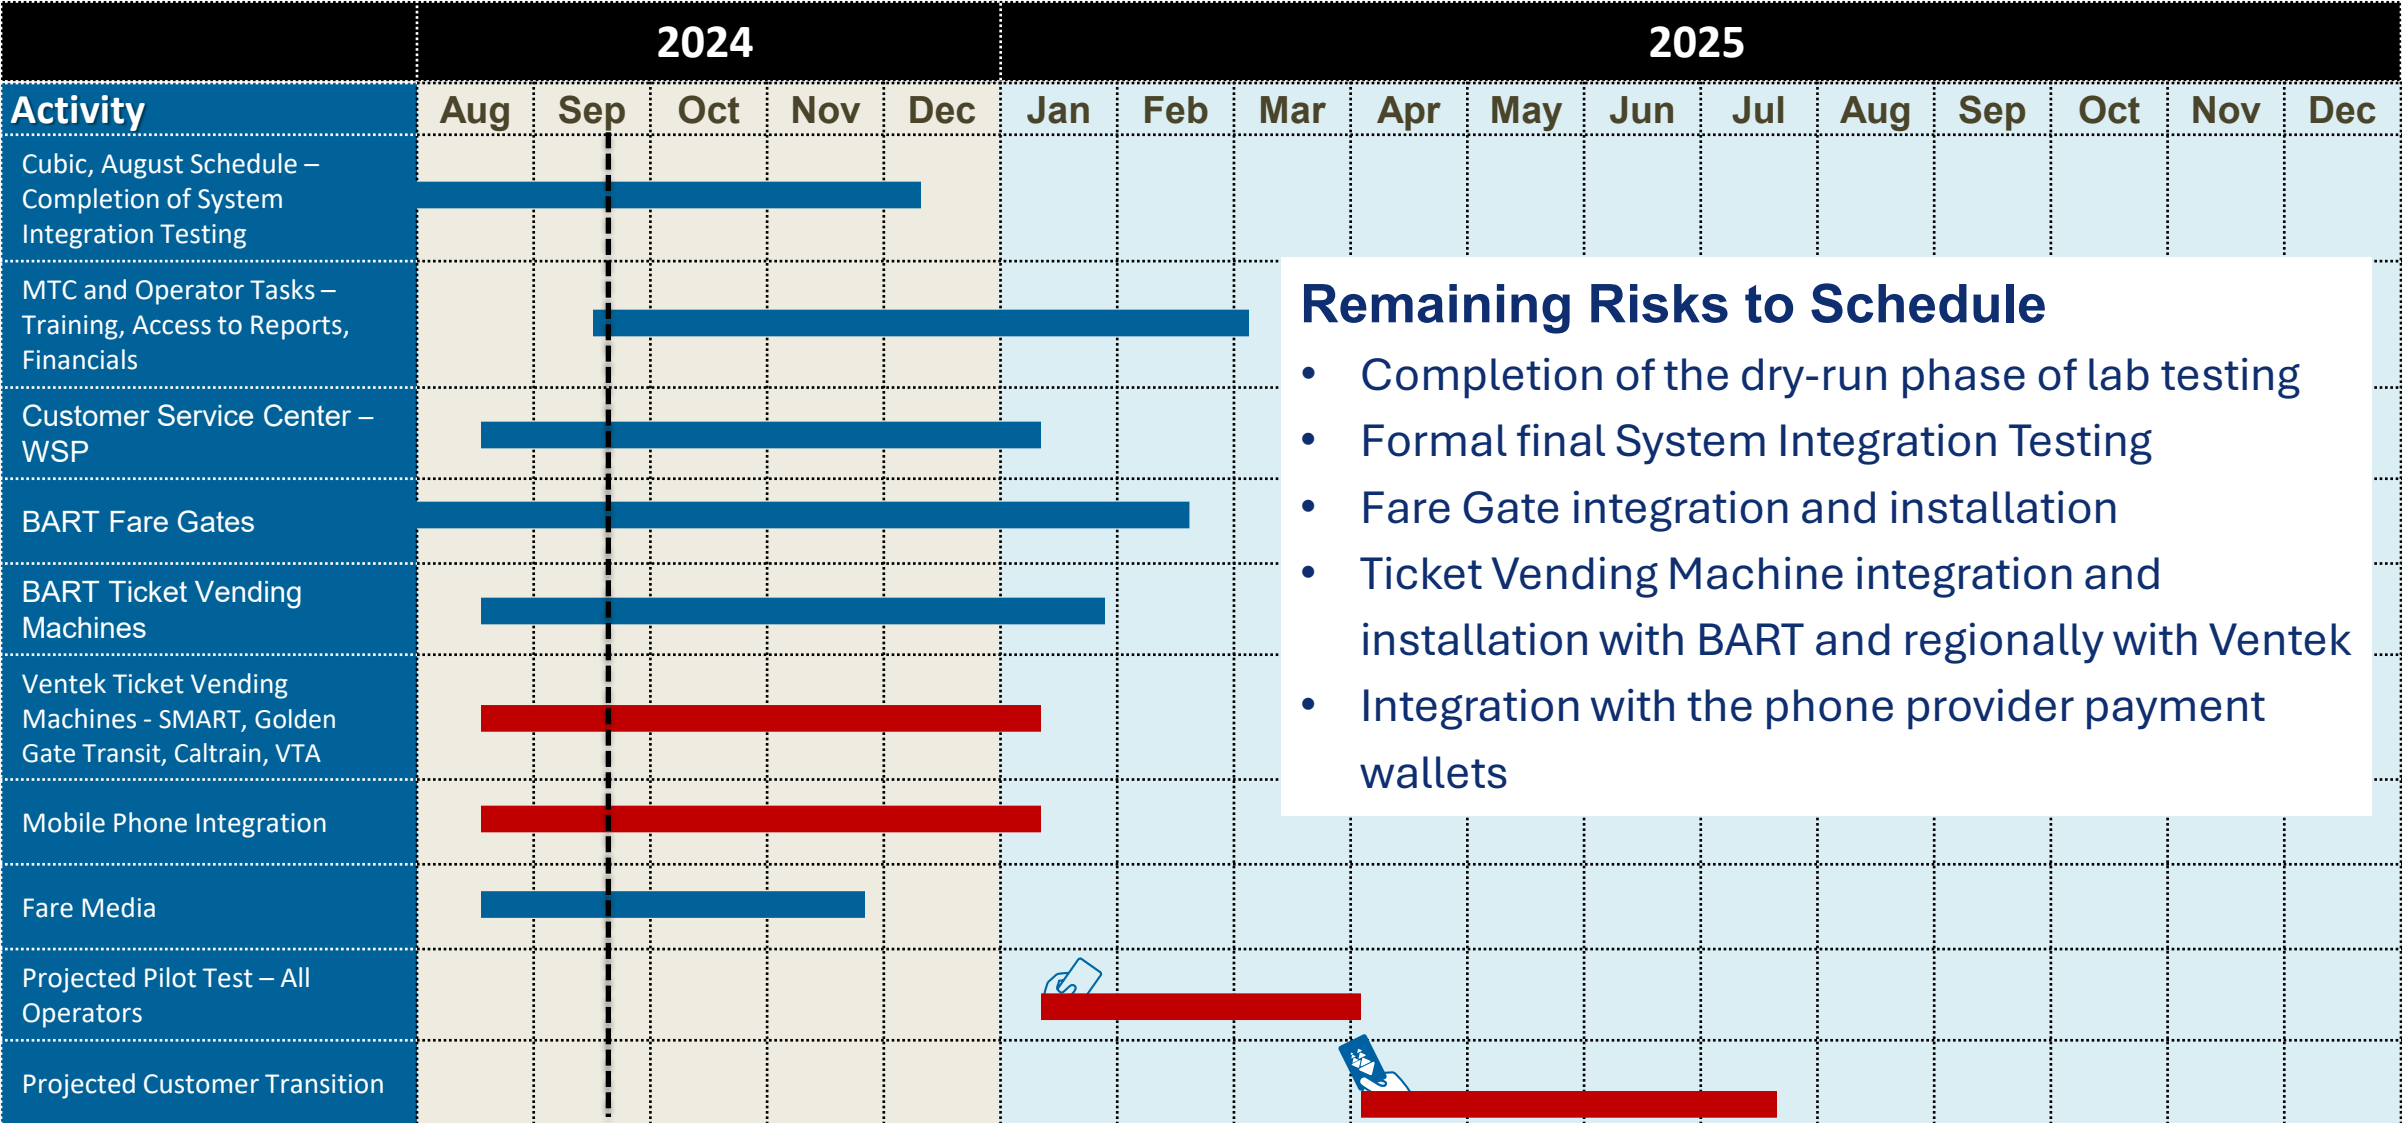 2024 2025
Activity Aug Sep Oct Nov Dec Jan Feb Mar Apr May Jun Jul Aug Sep Oct Nov Dec
Cubic, August Schedule –
Completion of System
Integration Testing
MTC and Operator Tasks –
Training, Access to Reports,
Financials
Customer Service Center –
WSP
BART Fare Gates
BART Ticket Vending
Machines
Ventek Ticket Vending
Machines - SMART, Golden
Gate Transit, Caltrain, VTA
Mobile Phone Integration
Fare Media
Projected Pilot Test – All
Operators
Projected Customer Transition
Remaining Risks to Schedule
• Completion of the dry-run phase of lab testing
• Formal final System Integration Testing
• Fare Gate integration and installation
• Ticket Vending Machine integration and
installation with BART and regionally with Ventek
• Integration with the phone provider payment
wallets